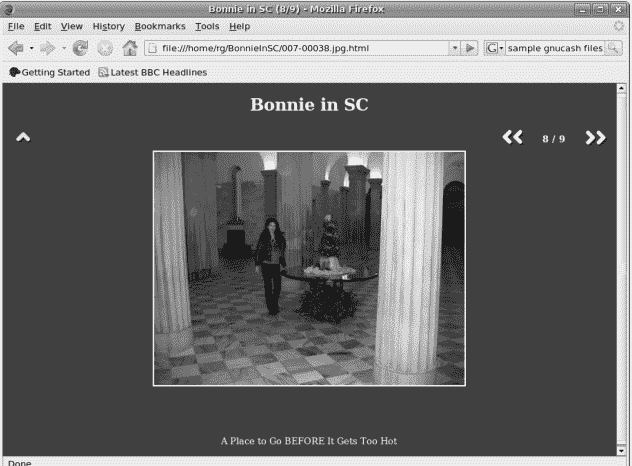 Bonnie in SC (8/9) - Mozilla Firefox
File Edit View History Bookmarks Tools Help
file:///home/rg/BonnieInSC/007-00038.jpg.html
G
sample gnucash files
Getting Started Latest BBC Headlines
Bonnie in SC
8 / 9
A Place to Go BEFORE It Gets Too Hot
Done